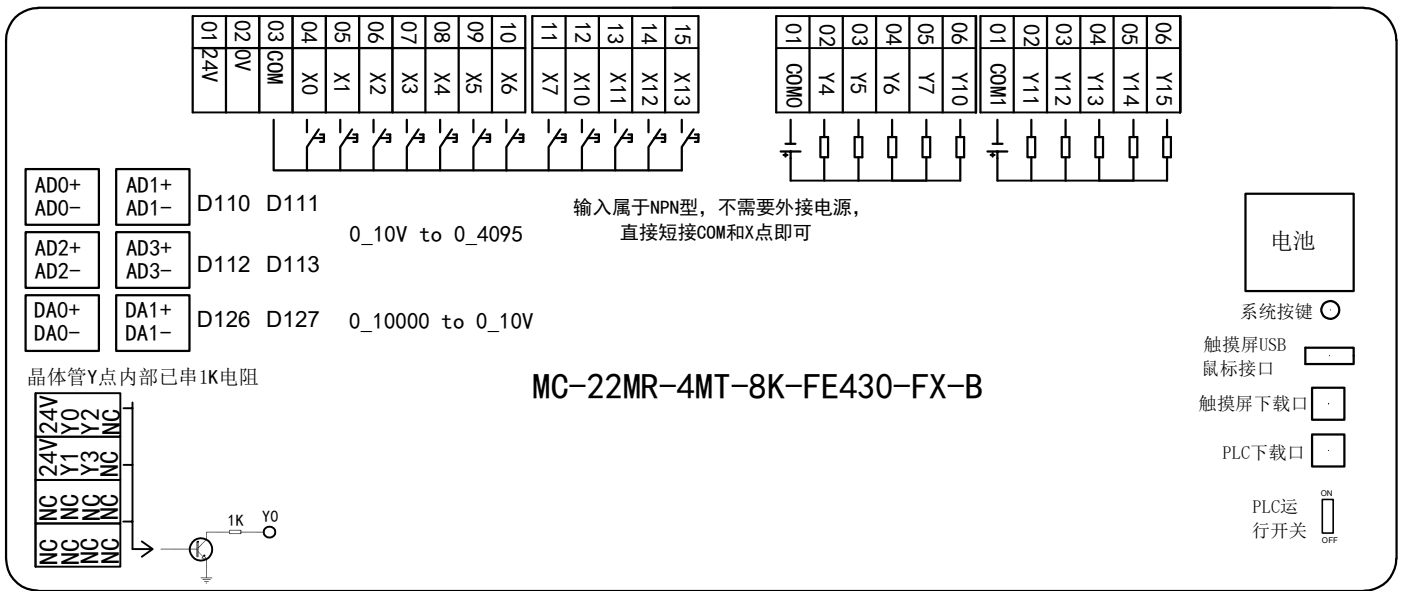 01 02 03 04 05 06 07 08 09 10 11 12 13 14 15
24V 0V COM X0 X1 X2 X3 X4 X5 X6 X7 X10 X11 X12 X13
01 02 03 04 05 06 01 02 03 04 05 06
COM0 Y4 Y5 Y6 Y7 Y10 COM1 Y11 Y12 Y13 Y14 Y15
AD0+ AD1+
AD0- AD1- D110 D111
AD2+ AD3+
AD2- AD3- D112 D113
0_10V to 0_4095
DA0+ DA1+
DA0- DA1- D126 D127 0_10000 to 0_10V
输入属于NPN型，不需要外接电源，
直接短接COM和X点即可
晶体管Y点内部已串1K电阻
24V Y0 Y2 NC
24V Y1 Y3 NC
NC NC NC NC
NC NC NC NC
1K Y0
MC-22MR-4MT-8K-FE430-FX-B
电池
系统按键
触摸屏USB
鼠标接口
触摸屏下载口
PLC下载口
PLC运
行开关
ON
OFF